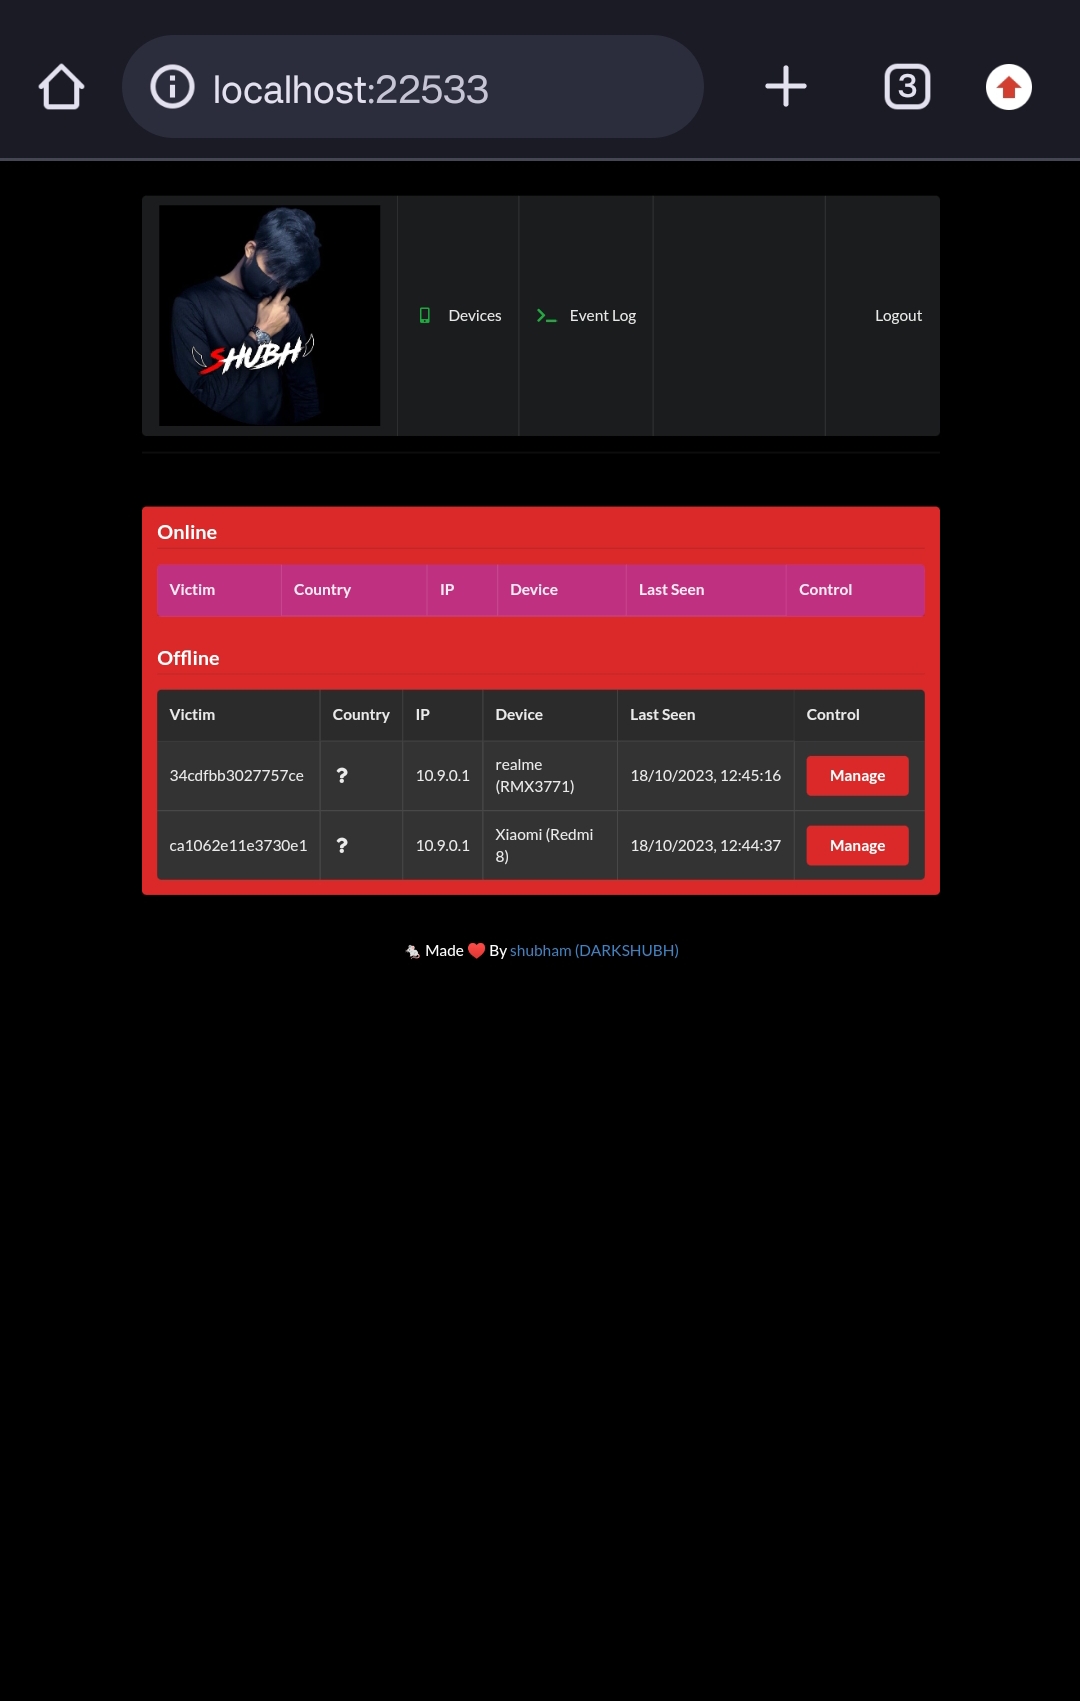 localhost:22533
3
SHUBH
Devices
Event Log
Logout
Online
Victim Country IP Device Last Seen Control
Offline
Victim Country IP Device Last Seen Control
34cdfbb3027757ce ? 10.9.0.1 realme (RMX3771) 18/10/2023, 12:45:16 Manage
ca1062e11e3730e1 ? 10.9.0.1 Xiaomi (Redmi 8) 18/10/2023, 12:44:37 Manage
🐁 Made ❤️ By shubham (DARKSHUBH)